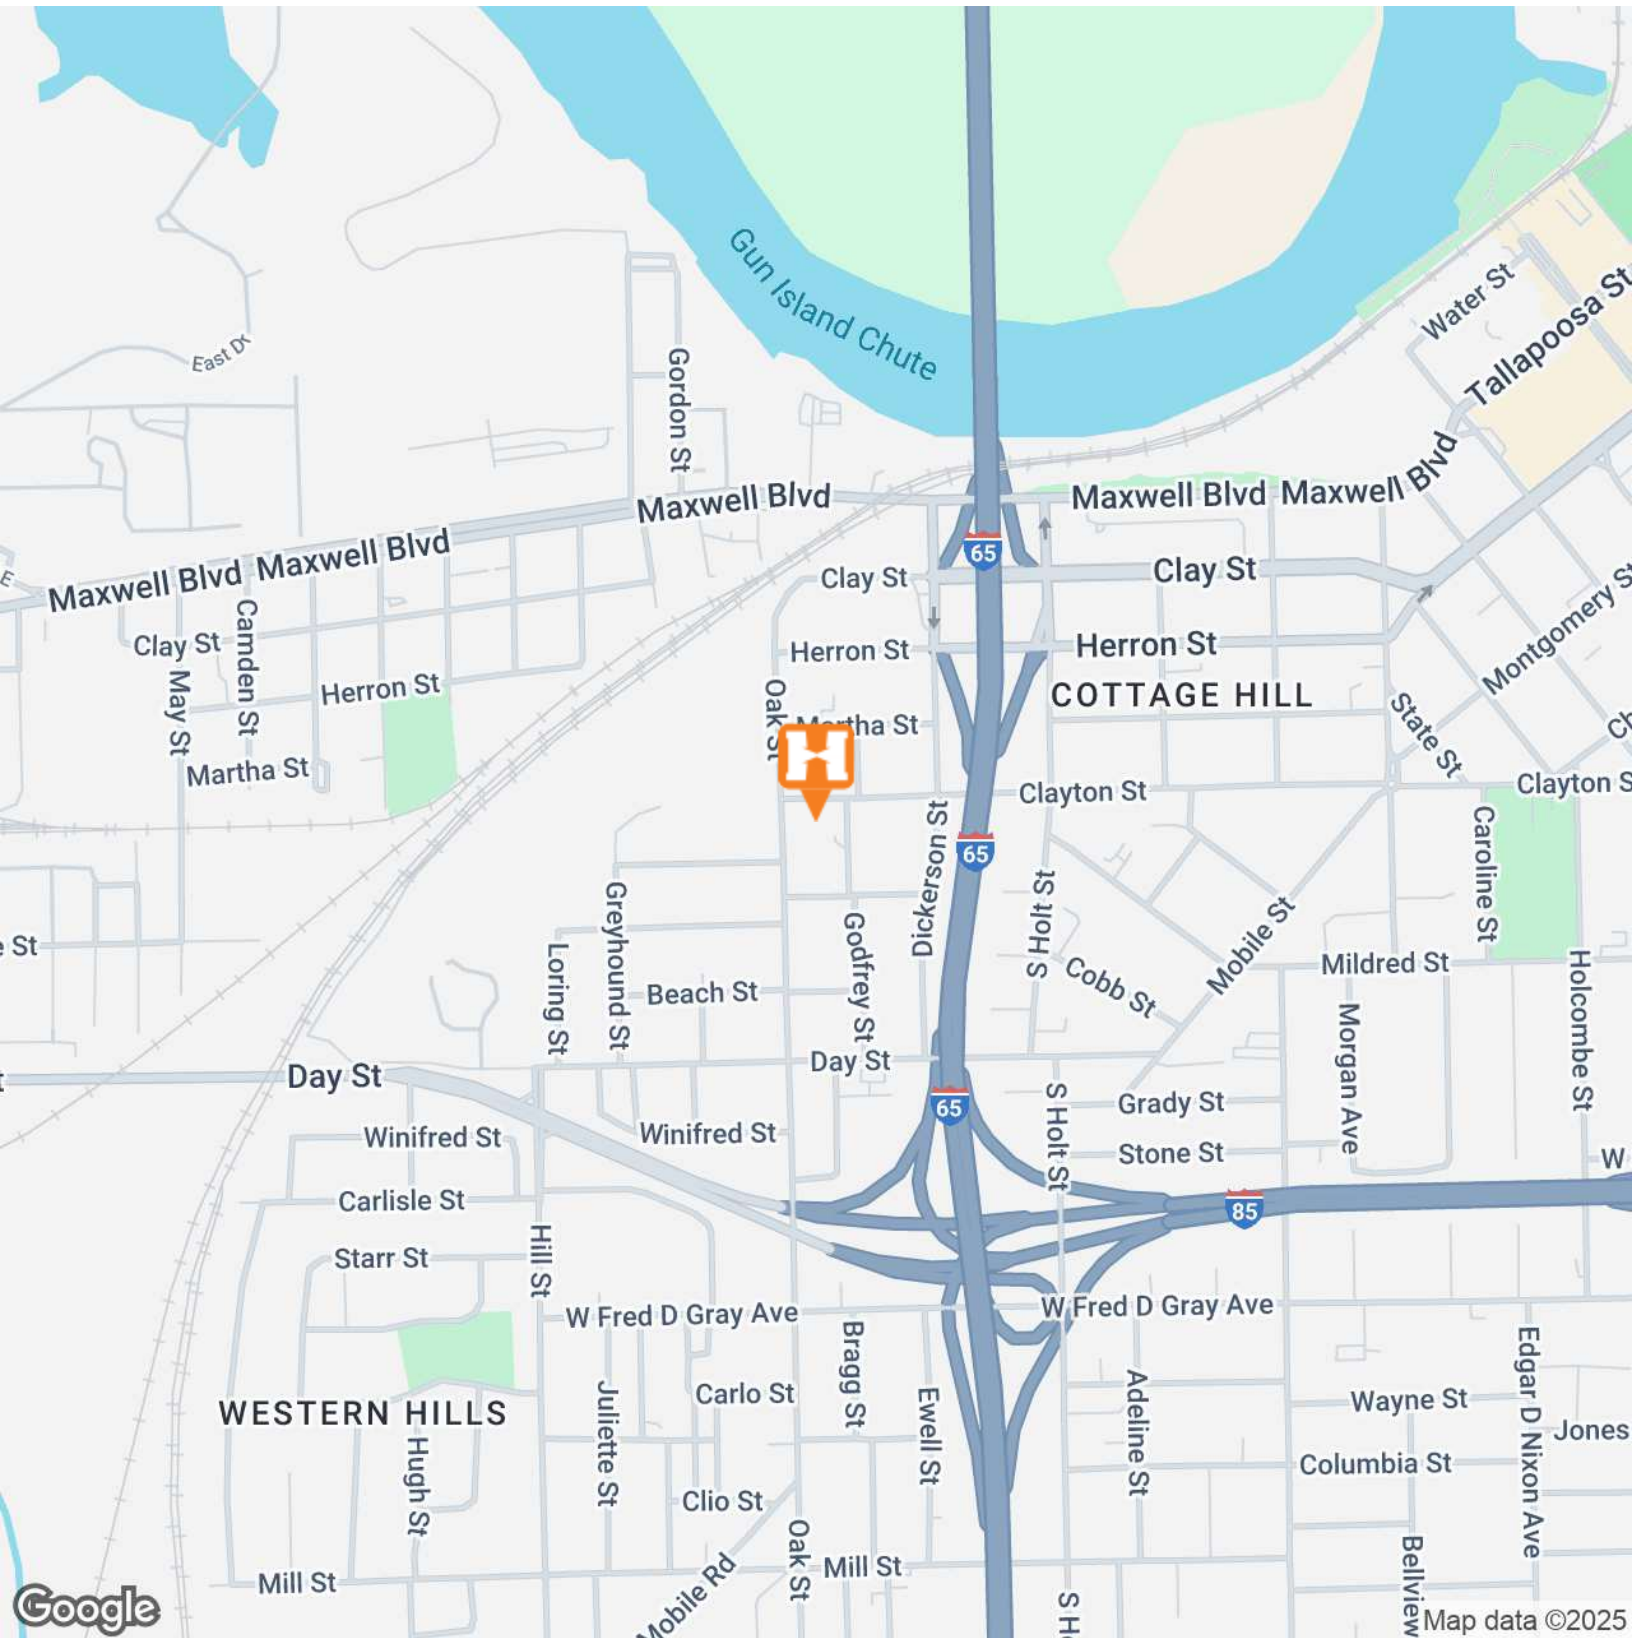 Gun Island Chute
Water St
Tallapoosa St
East Dr
Gordon St
Maxwell Blvd
Maxwell Blvd
Maxwell Blvd
Maxwell Blvd
Maxwell Blvd
65
Clay St
Clay St
E
Camden St
Clay St
Herron St
Herron St
Montgomery St
May St
Herron St
Oak St
COTTAGE HILL
State St
Martha St
H
Martha St
Clayton St
Clayton S
Dickerson St
65
Caroline St
S Holt St
Greyhound St
Godfrey St
Mobile St
St
Loring St
Beach St
Cobb St
Mildred St
Holcombe St
Morgan Ave
Day St
Day St
65
S Holt St
Grady St
Winifred St
Winifred St
Stone St
W
Carlisle St
85
Hill St
Starr St
W Fred D Gray Ave
W Fred D Gray Ave
Bragg St
Edgar D Nixon Ave
Juliette St
Carlo St
Ewell St
Adeline St
Wayne St
WESTERN HILLS
Jones
Hugh St
Columbia St
Clio St
Oak St
Bellview
Mill St
Mobile Rd
Mill St
S H
Google
Map data ©2025